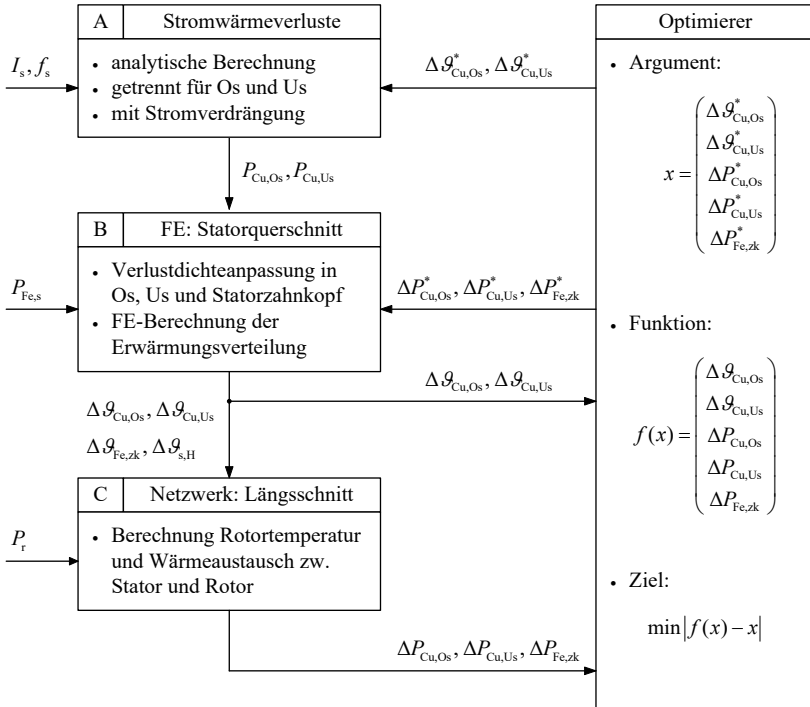 A Stromwärmeverluste
• analytische Berechnung
• getrennt für Os und Us
• mit Stromverdrängung
I_s, f_s
Δϑ*_Cu,Os, Δϑ*_Cu,Us
P_Cu,Os, P_Cu,Us
B FE: Statorquerschnitt
• Verlustdichteanpassung in
Os, Us und Statorzahnkopf
• FE-Berechnung der
Erwärmungsverteilung
P_Fe,s
ΔP*_Cu,Os, ΔP*_Cu,Us, ΔP*_Fe,zk
Δϑ_Cu,Os, Δϑ_Cu,Us
Δϑ_Fe,zk, Δϑ_s,H
Δϑ_Cu,Os, Δϑ_Cu,Us
C Netzwerk: Längsschnitt
• Berechnung Rotortemperatur
und Wärmeaustausch zw.
Stator und Rotor
P_r
ΔP_Cu,Os, ΔP_Cu,Us, ΔP_Fe,zk
Optimierer
• Argument:
x =
Δϑ*_Cu,Os
Δϑ*_Cu,Us
ΔP*_Cu,Os
ΔP*_Cu,Us
ΔP*_Fe,zk
• Funktion:
f(x) =
Δϑ_Cu,Os
Δϑ_Cu,Us
ΔP_Cu,Os
ΔP_Cu,Us
ΔP_Fe,zk
• Ziel:
min|f(x) − x|